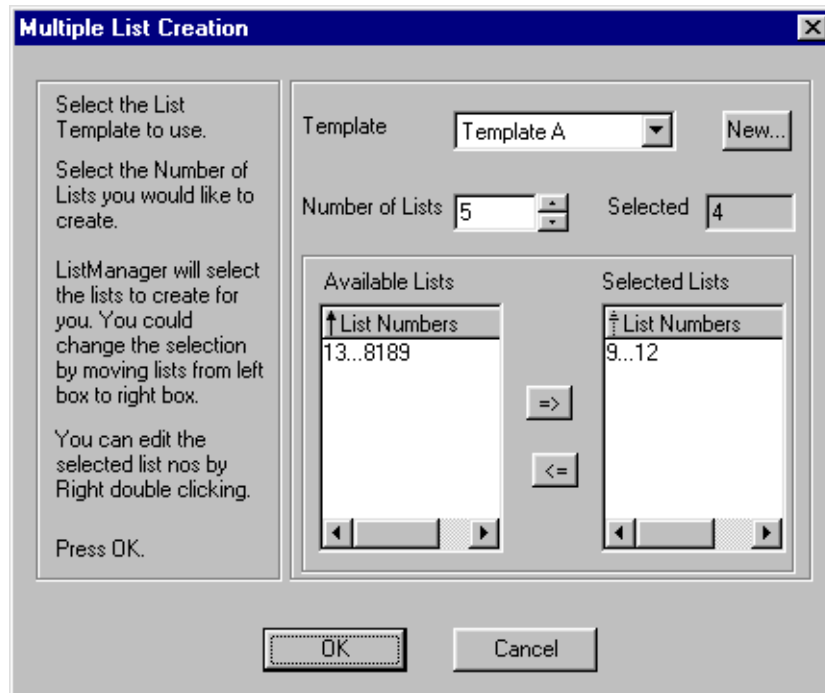 Multiple List Creation
Select the List
Template to use.
Select the Number of
Lists you would like to
create.
ListManager will select
the lists to create for
you. You could
change the selection
by moving lists from left
box to right box.
You can edit the
selected list nos by
Right double clicking.
Press OK.
Template
Template A
New...
Number of Lists
5
Selected
4
Available Lists
List Numbers
13...8189
=>
<=
Selected Lists
List Numbers
9...12
OK
Cancel